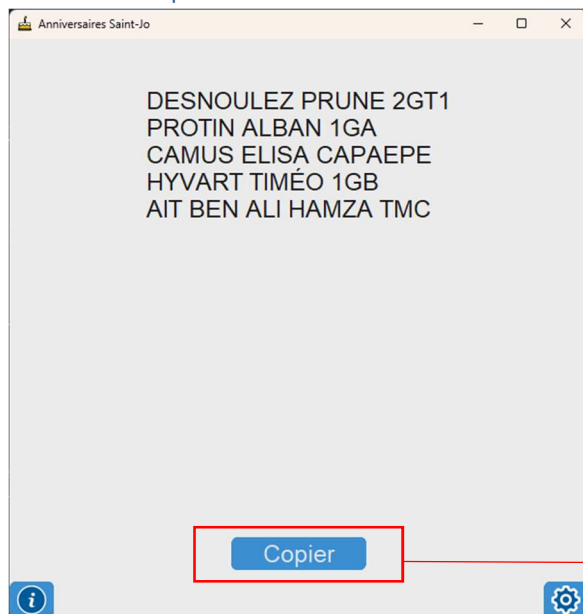 Anniversaires Saint-Jo
DESNOULEZ PRUNE 2GT1
PROTIN ALBAN 1GA
CAMUS ELISA CAPAEPE
HYVART TIMÉO 1GB
AIT BEN ALI HAMZA TMC
Copier